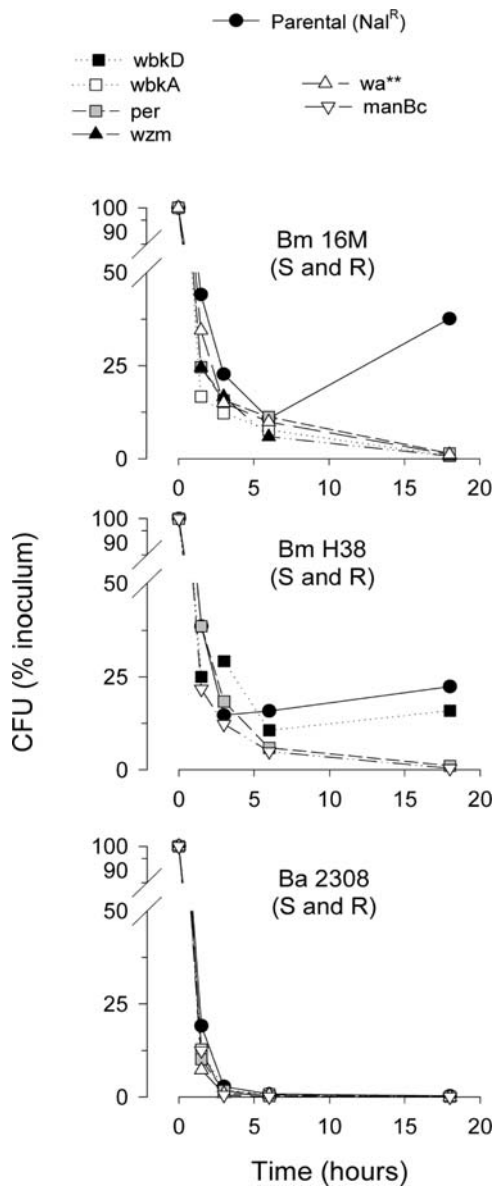 Parental (Nal^R)
wbkD
wbkA
per
wzm
wa**
manBc
Bm 16M
(S and R)
100
90
50
25
0
0 5 10 15 20
Bm H38
(S and R)
100
90
50
25
0
0 5 10 15 20
Ba 2308
(S and R)
100
90
50
25
0
0 5 10 15 20
CFU (% inoculum)
Time (hours)